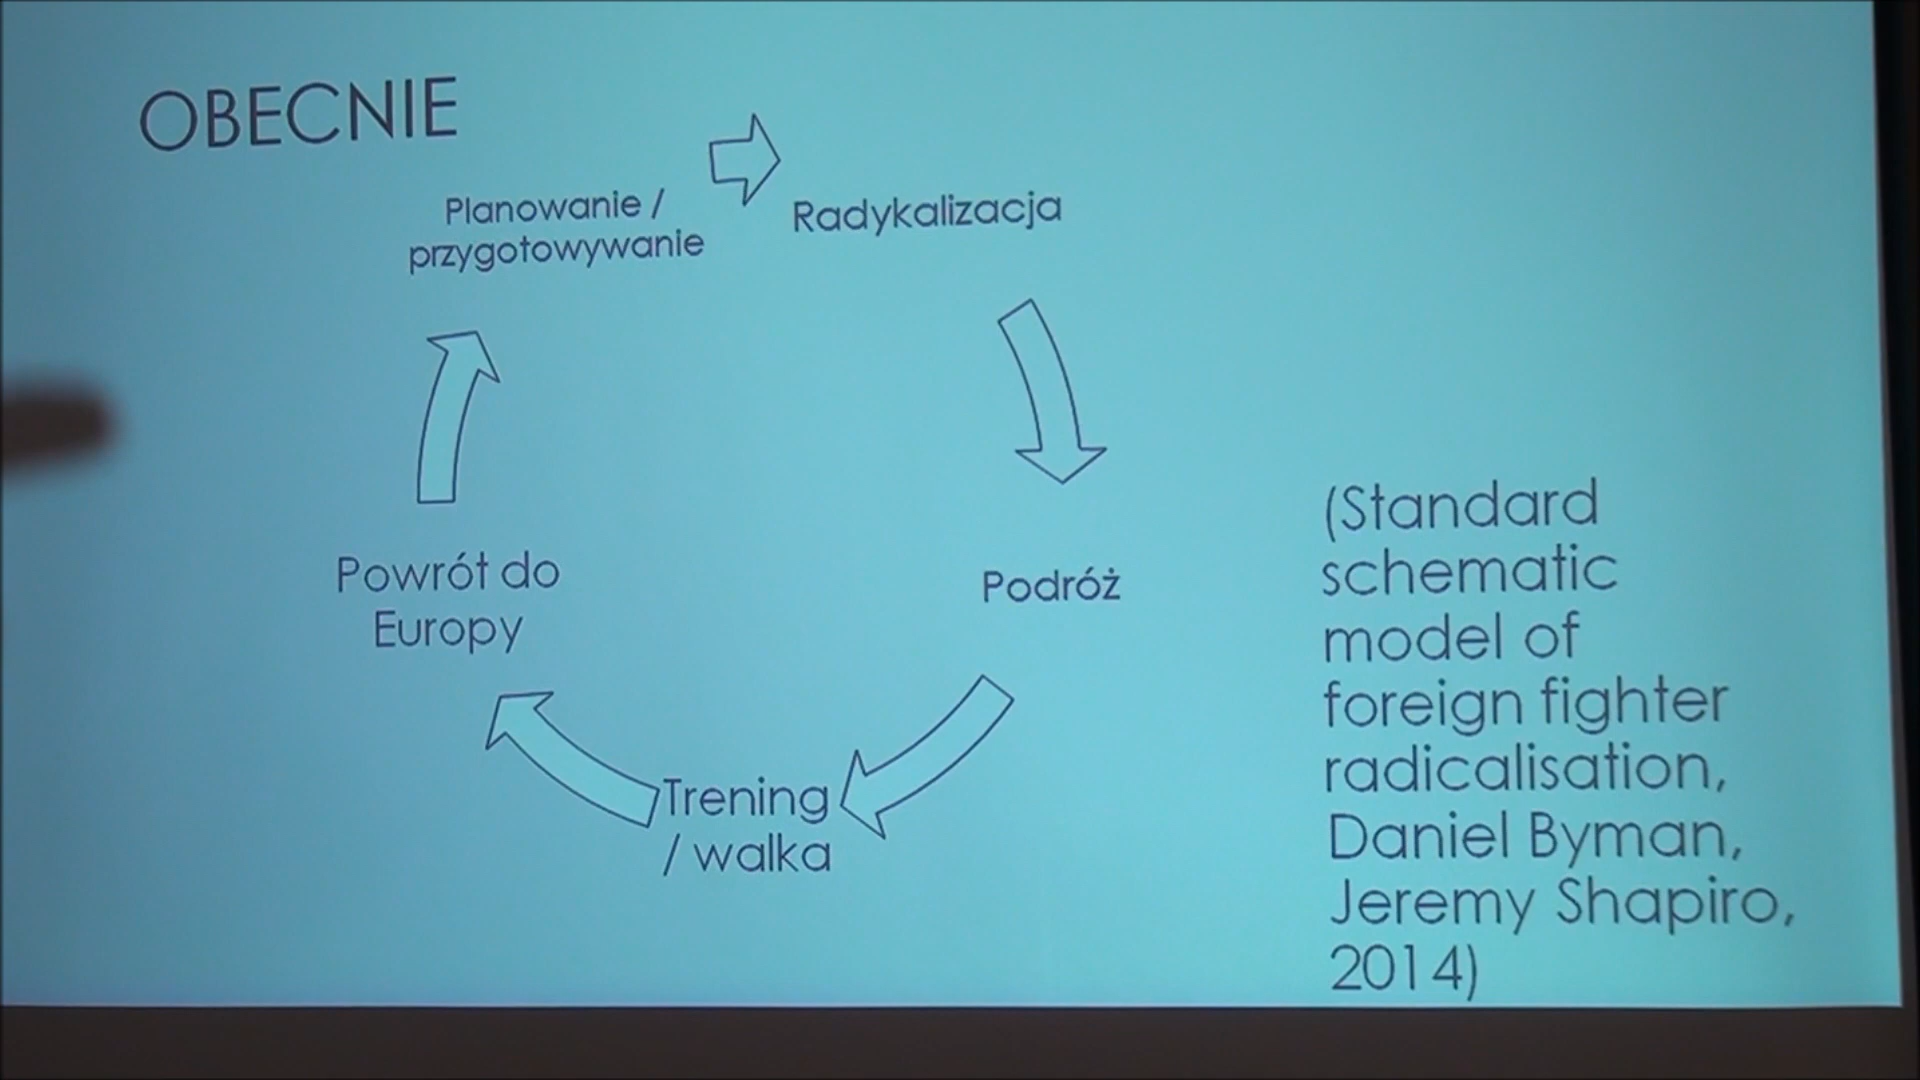 OBECNIE
Planowanie /
przygotowywanie
Radykalizacja
Podróż
Trening
/ walka
Powrót do
Europy
(Standard
schematic
model of
foreign fighter
radicalisation,
Daniel Byman,
Jeremy Shapiro,
2014)